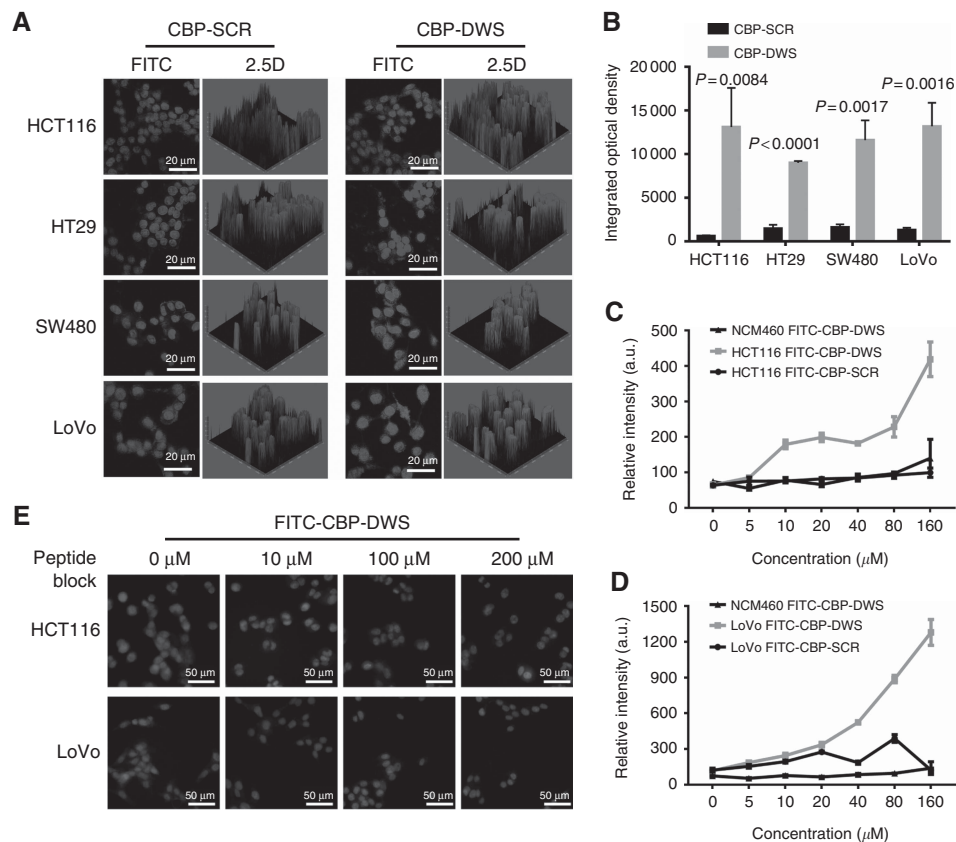 A
CBP-SCR
CBP-DWS
FITC
2.5D
FITC
2.5D
HCT116
20 µm
20 µm
HT29
20 µm
20 µm
SW480
20 µm
20 µm
LoVo
20 µm
20 µm
B
CBP-SCR
CBP-DWS
Integrated optical density
20 000
15 000
10 000
5000
0
P=0.0084
P<0.0001
P=0.0017
P=0.0016
HCT116
HT29
SW480
LoVo
C
NCM460 FITC-CBP-DWS
HCT116 FITC-CBP-DWS
HCT116 FITC-CBP-SCR
Relative intensity (a.u.)
500
400
300
200
100
0
0 5 10 20 40 80 160
Concentration (µM)
D
NCM460 FITC-CBP-DWS
LoVo FITC-CBP-DWS
LoVo FITC-CBP-SCR
Relative intensity (a.u.)
1500
1200
900
600
300
0
0 5 10 20 40 80 160
Concentration (µM)
E
FITC-CBP-DWS
Peptide block
0 µM
10 µM
100 µM
200 µM
HCT116
50 µm
50 µm
50 µm
50 µm
LoVo
50 µm
50 µm
50 µm
50 µm